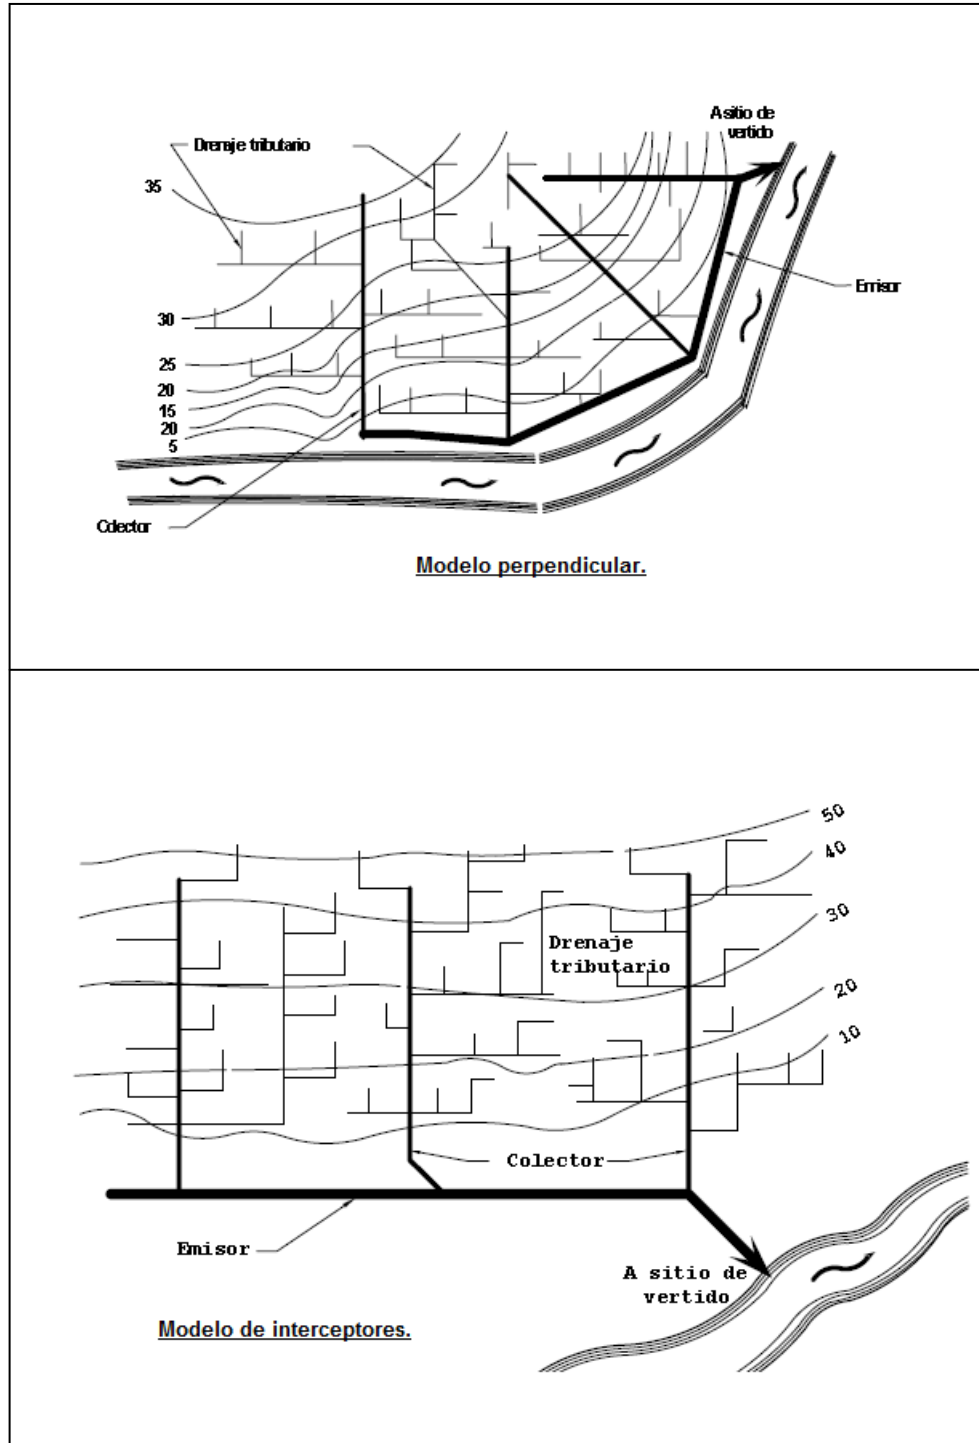 A sitio de
vertido
Drenaje tributario
35
Emisor
30
25
20
15
20
5
Colector
Modelo perpendicular.
50
40
30
Drenaje
tributario
20
10
Colector
Emisor
A sitio de
vertido
Modelo de interceptores.